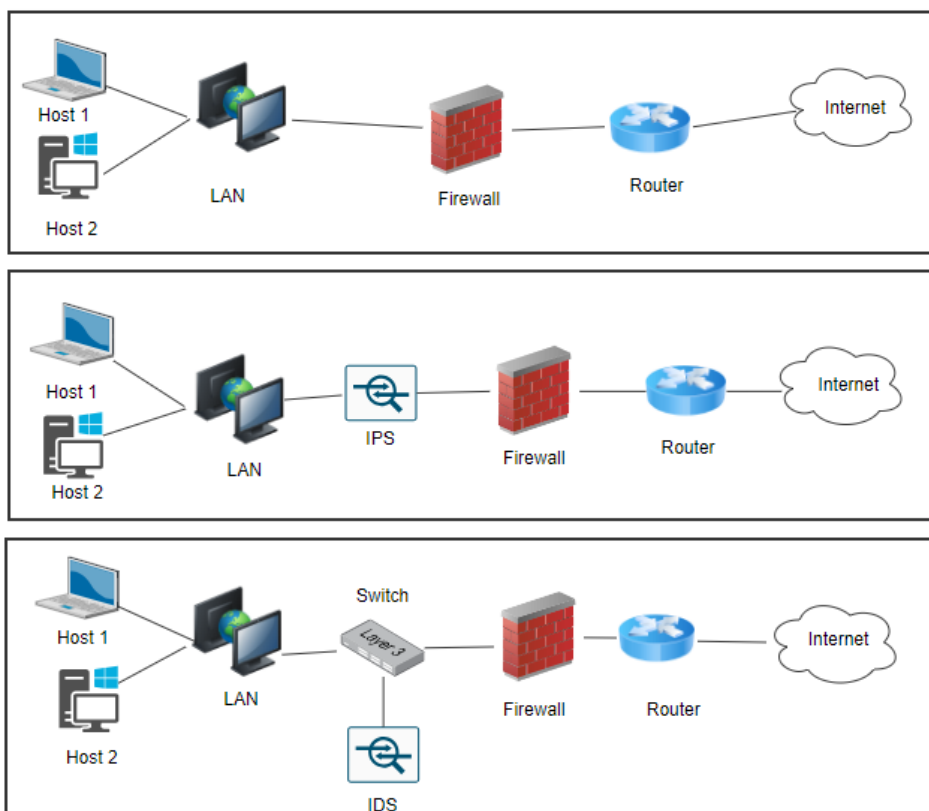 Host 1
Host 2
LAN
Firewall
Router
Internet
Host 1
Host 2
LAN
IPS
Firewall
Router
Internet
Host 1
Host 2
LAN
Switch
Layer 3
IDS
Firewall
Router
Internet